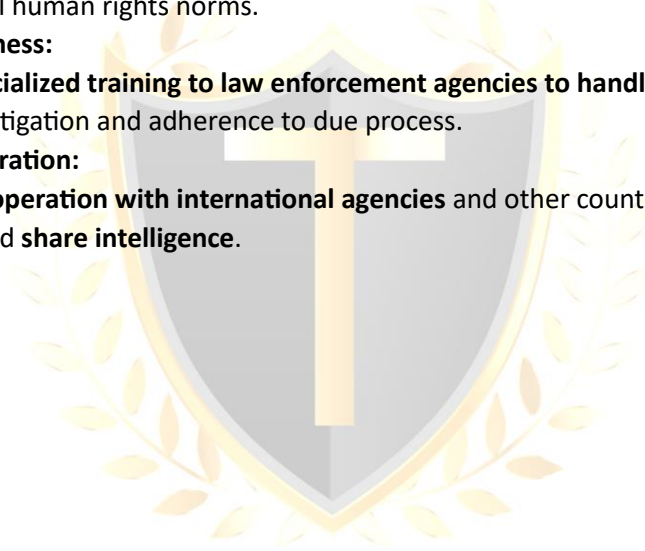 l human rights norms.
ness:
cialized training to law enforcement agencies to handl
tigation and adherence to due process.
ration:
operation with international agencies and other count
d share intelligence.
T